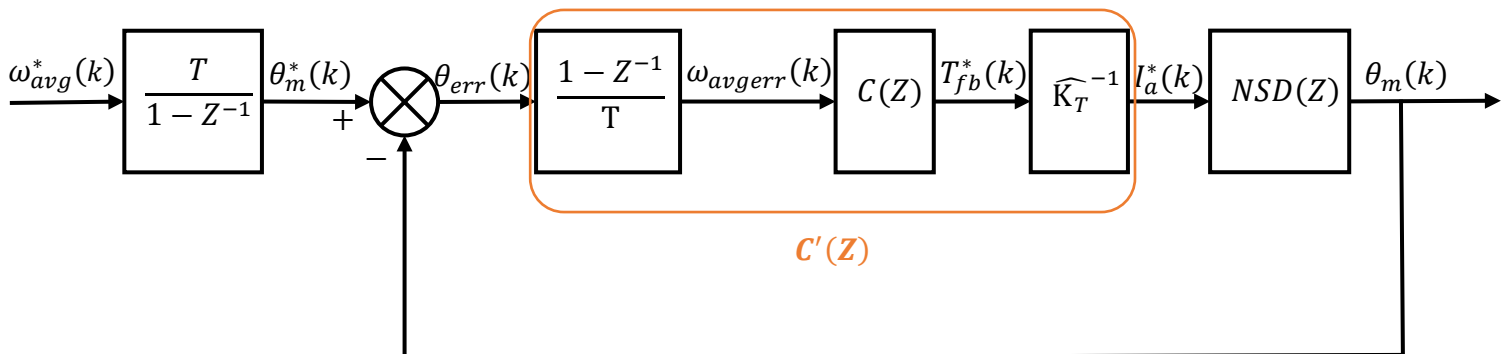 ω*avg(k)
T
1 − Z⁻¹
θ*m(k)
+
−
θerr(k)
1 − Z⁻¹
T
ωavgerr(k)
C(Z)
T*fb(k)
K̂T⁻¹
I*a(k)
NSD(Z)
θm(k)
C′(Z)